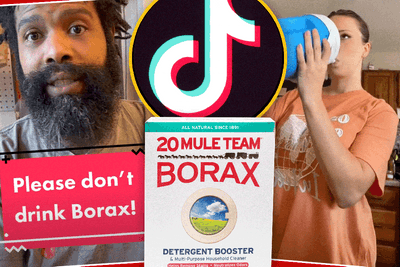 Please don't
drink Borax!
ALL NATURAL SINCE 1891
20 MULE TEAM
BORAX
DETERGENT BOOSTER
& Multi-Purpose Household Cleaner